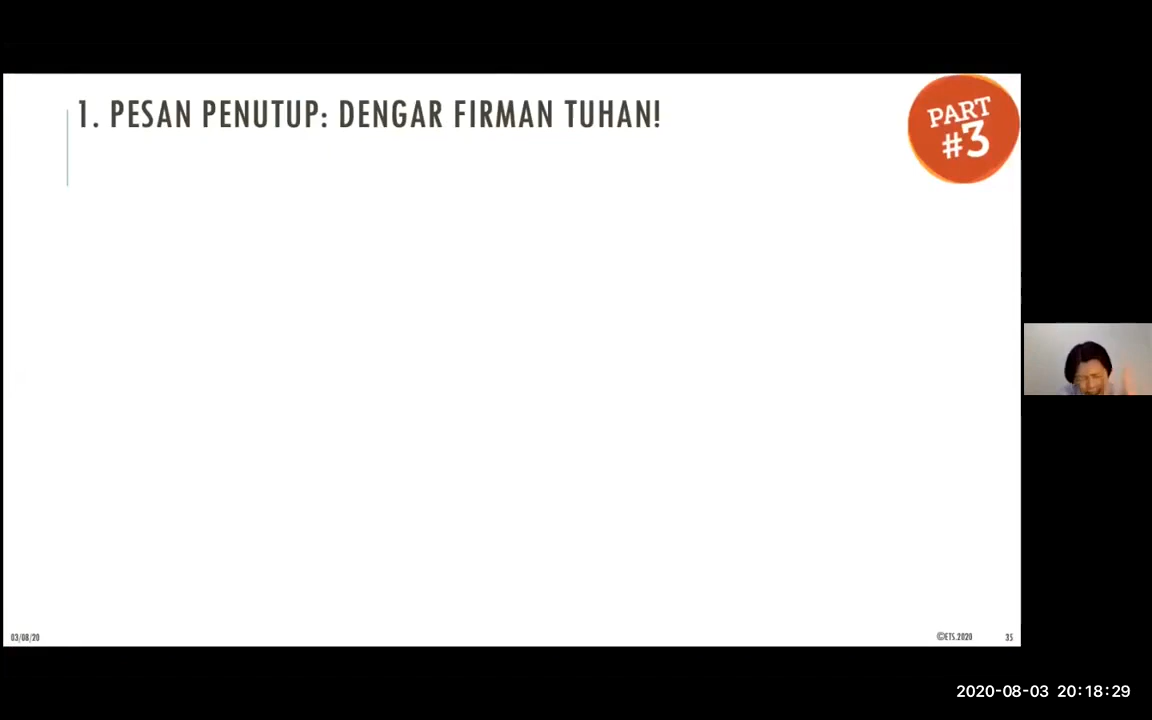 1. PESAN PENUTUP: DENGAR FIRMAN TUHAN!
PART
#3
03/08/20
©ETS.2020
35
2020-08-03 20:18:29